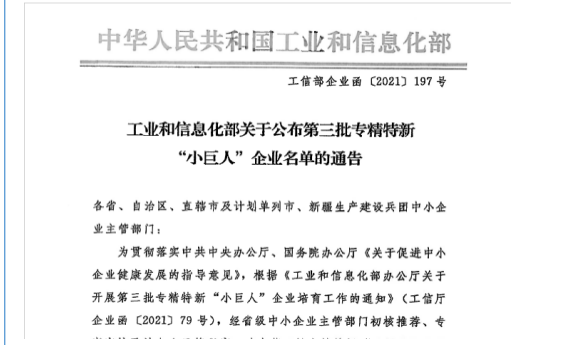 中华人民共和国工业和信息化部
工信部企业函〔2021〕197号
工业和信息化部关于公布第三批专精特新
“小巨人”企业名单的通告
各省、自治区、直辖市及计划单列市、新疆生产建设兵团中小企
业主管部门：
为贯彻落实中共中央办公厅、国务院办公厅《关于促进中小
企业健康发展的指导意见》，根据《工业和信息化部办公厅关于
开展第三批专精特新“小巨人”企业培育工作的通知》（工信厅
企业函〔2021〕79号），经省级中小企业主管部门初核推荐、专